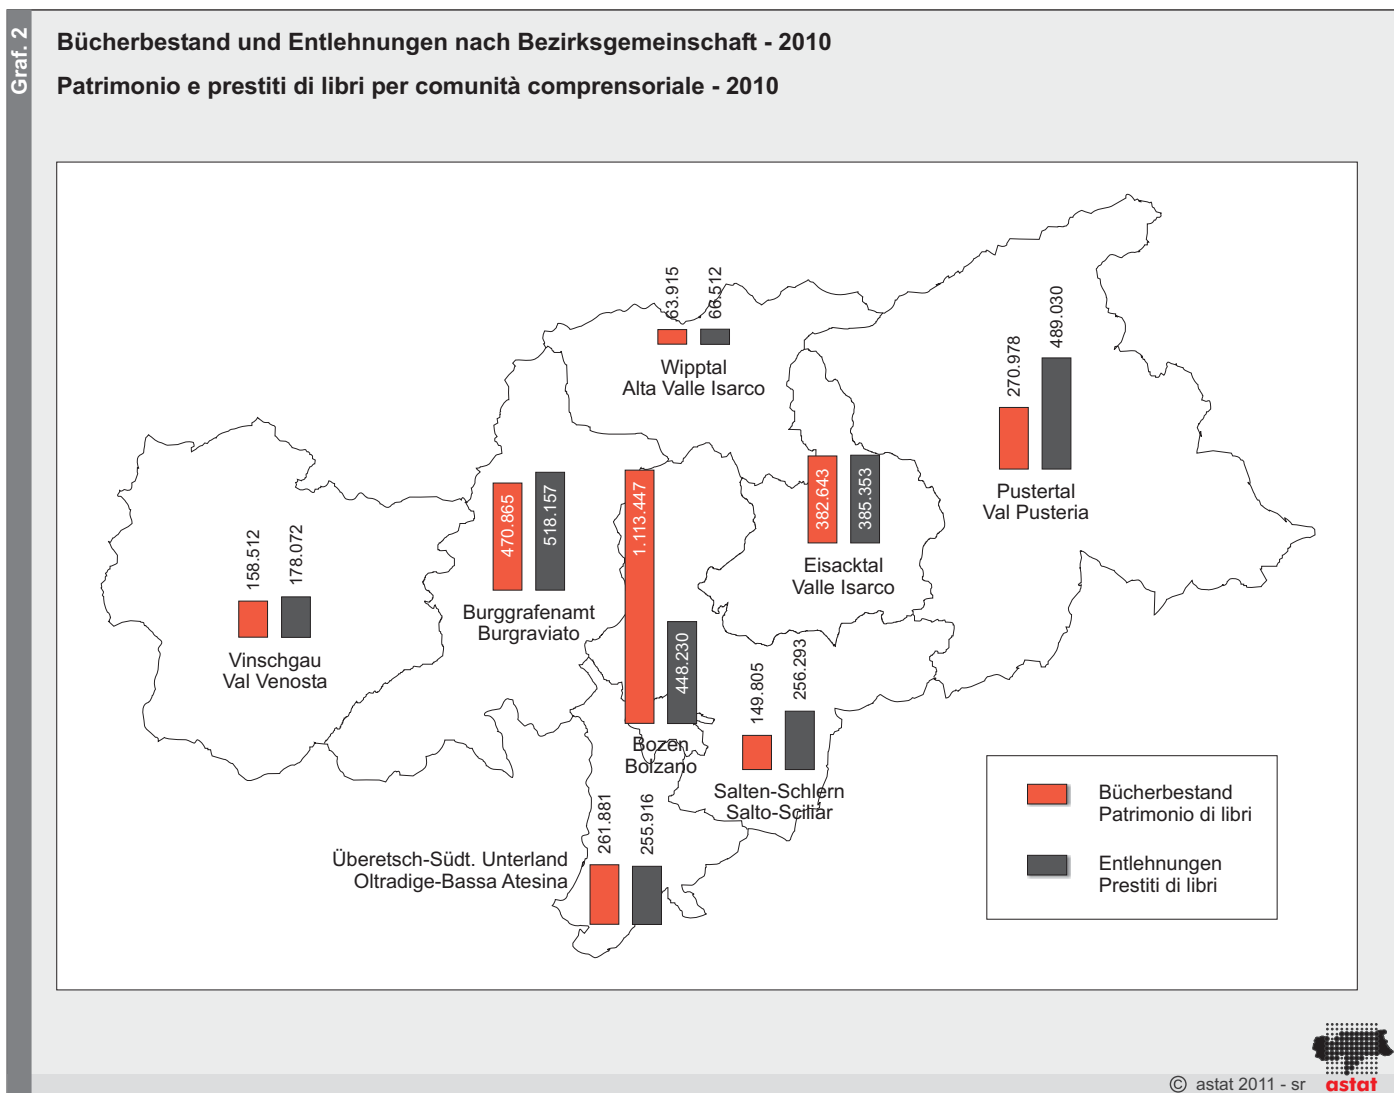 Graf. 2
Bücherbestand und Entlehnungen nach Bezirksgemeinschaft - 2010
Patrimonio e prestiti di libri per comunità comprensoriale - 2010
63.915
66.512
Wipptal
Alta Valle Isarco
270.978
489.030
Pustertal
Val Pusteria
382.643
385.353
Eisacktal
Valle Isarco
470.865
518.157
Burggrafenamt
Burgraviato
1.113.447
448.230
Bozen
Bolzano
158.512
178.072
Vinschgau
Val Venosta
149.805
256.293
Salten-Schlern
Salto-Sciliar
261.881
255.916
Überetsch-Südt. Unterland
Oltradige-Bassa Atesina
Bücherbestand
Patrimonio di libri
Entlehnungen
Prestiti di libri
© astat 2011 - sr
astat